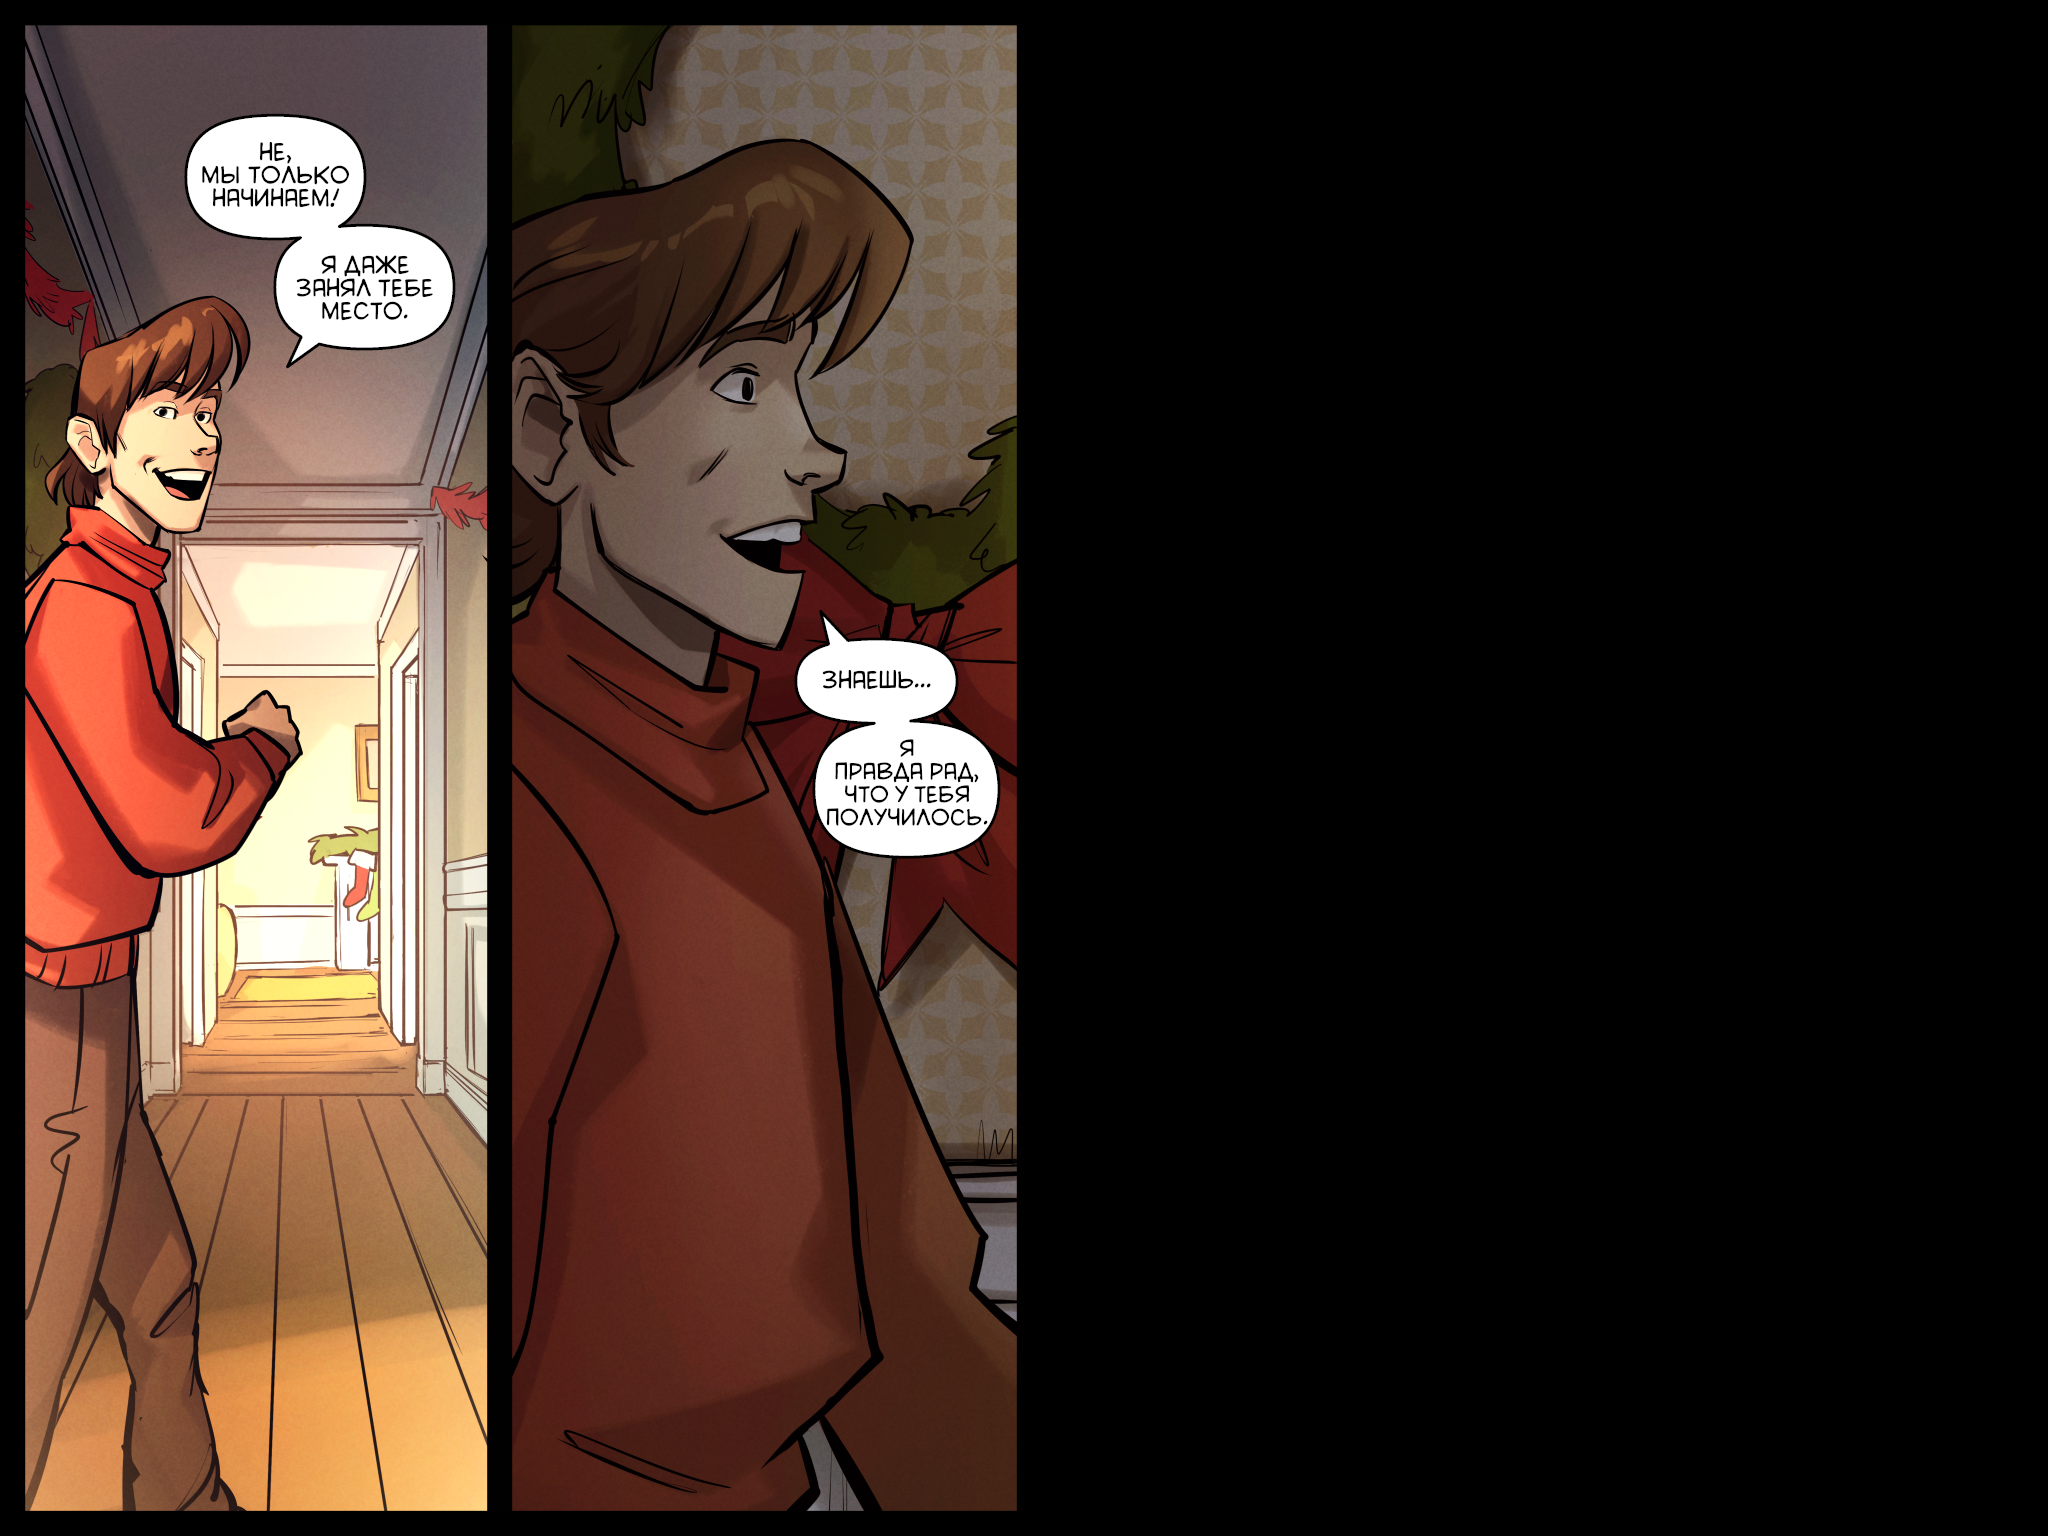 НЕ,
МЫ ТОЛЬКО
НАЧИНАЕМ!
Я ДАЖЕ
ЗАНЯЛ ТЕБЕ
МЕСТО.
ЗНАЕШЬ...
Я
ПРАВДА РАД,
ЧТО У ТЕБЯ
ПОЛУЧИЛОСЬ.